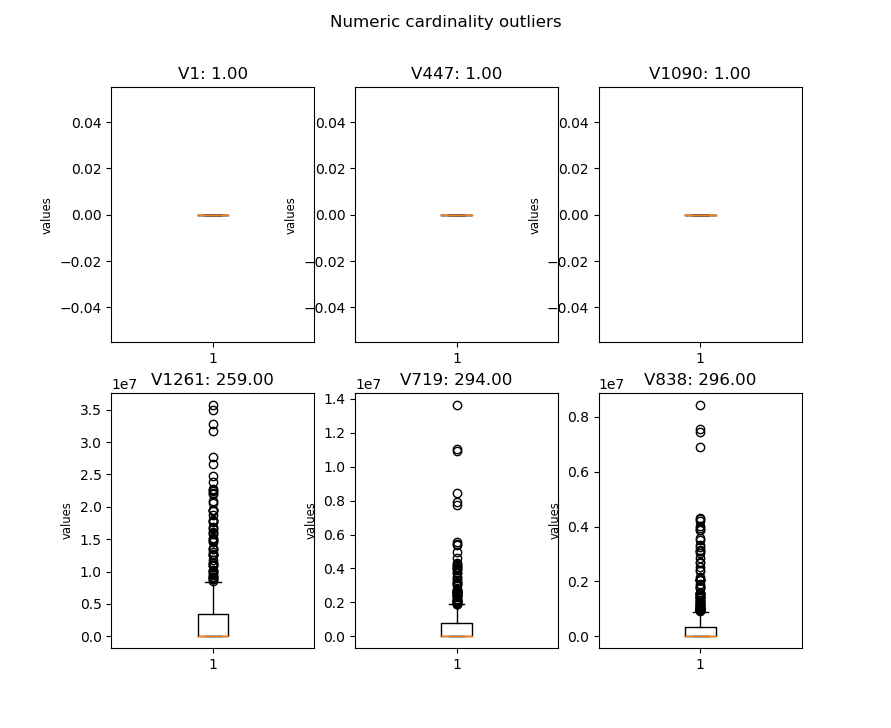 Numeric cardinality outliers
V1: 1.00
V447: 1.00
V1090: 1.00
0.04
0.02
0.00
−0.02
−0.04
values
1
0.04
0.02
0.00
−0.02
−0.04
values
1
0.04
0.02
0.00
−0.02
−0.04
values
1
1e7
V1261: 259.00
1e7
V719: 294.00
1e7
V838: 296.00
3.5
3.0
2.5
2.0
1.5
1.0
0.5
0.0
values
1
1.4
1.2
1.0
0.8
0.6
0.4
0.2
0.0
values
1
0.8
0.6
0.4
0.2
0.0
values
1